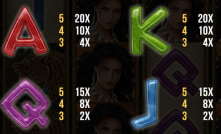 A 5 20X K 5 20X
4 10X 4 10X
3 4X 3 4X
Q 5 15X J 5 15X
4 8X 4 8X
3 2X 3 2X